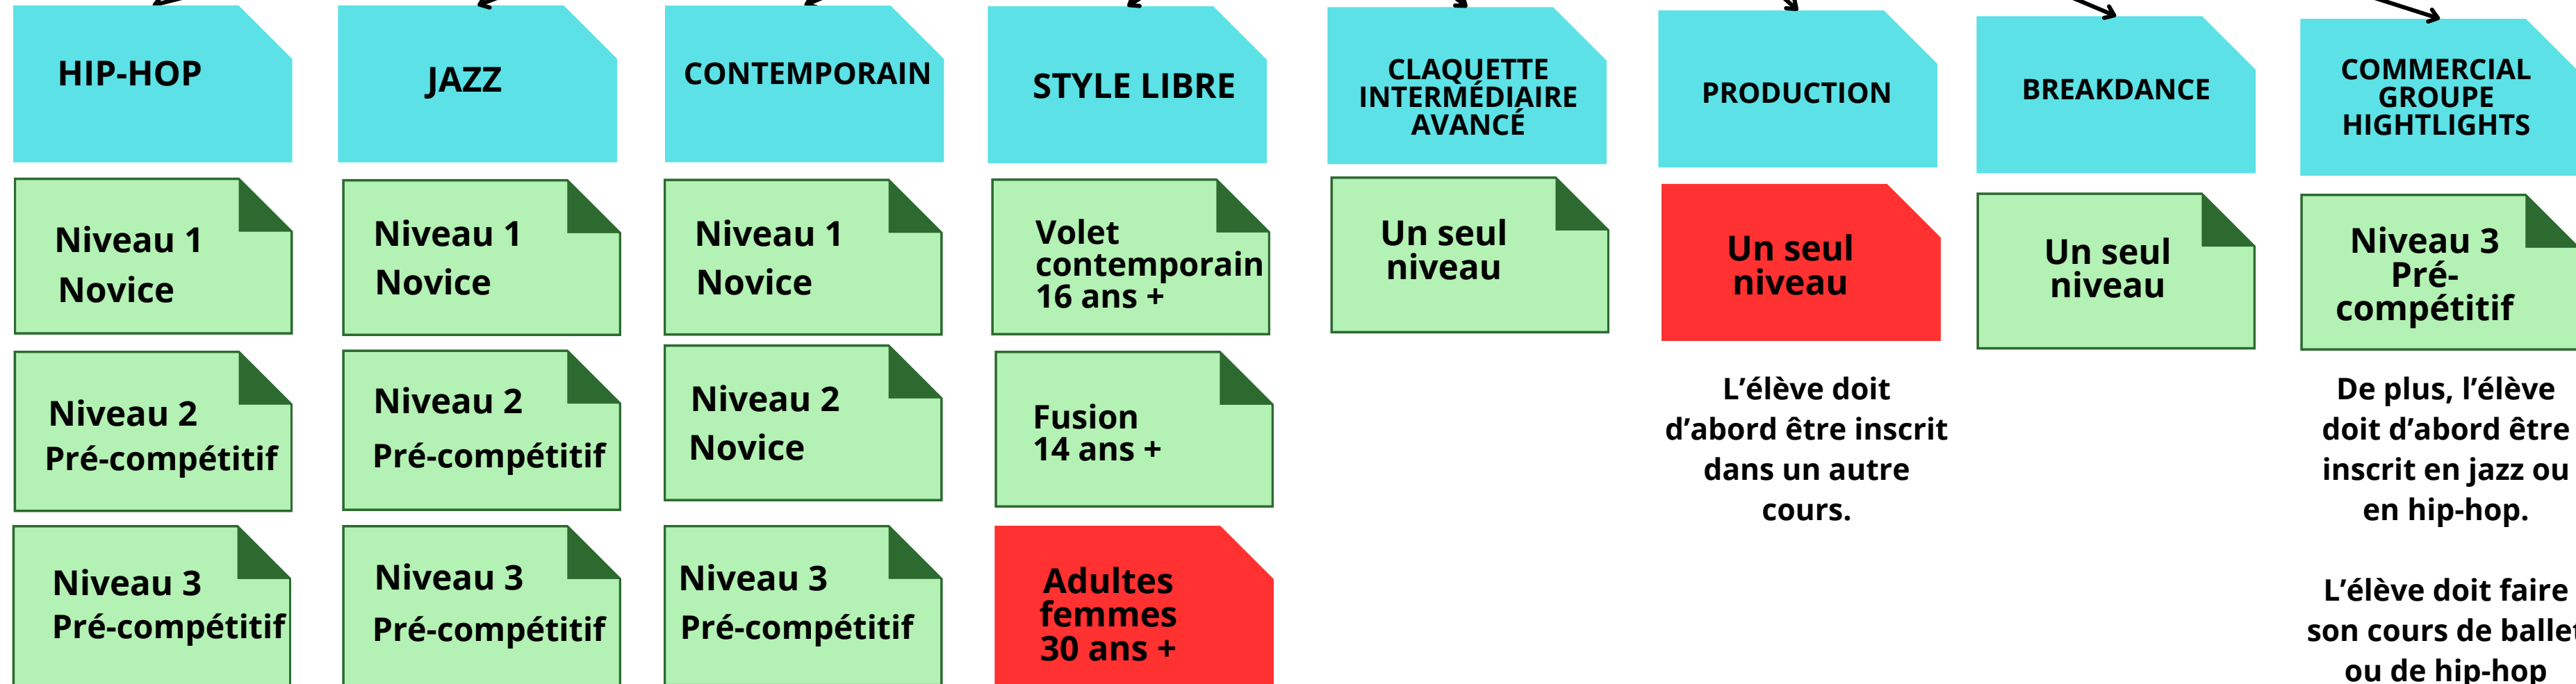 HIP-HOP
Niveau 1
Novice
Niveau 2
Pré-compétitif
Niveau 3
Pré-compétitif
JAZZ
Niveau 1
Novice
Niveau 2
Pré-compétitif
Niveau 3
Pré-compétitif
CONTEMPORAIN
Niveau 1
Novice
Niveau 2
Novice
Niveau 3
Pré-compétitif
STYLE LIBRE
Volet
contemporain
16 ans +
Fusion
14 ans +
Adultes
femmes
30 ans +
CLAQUETTE
INTERMÉDIAIRE
AVANCÉ
Un seul
niveau
PRODUCTION
Un seul
niveau
L’élève doit
d’abord être inscrit
dans un autre
cours.
BREAKDANCE
Un seul
niveau
COMMERCIAL
GROUPE
HIGHTLIGHTS
Niveau 3
Pré-
compétitif
De plus, l’élève
doit d’abord être
inscrit en jazz ou
en hip-hop.
L’élève doit faire
son cours de ballet
ou de hip-hop